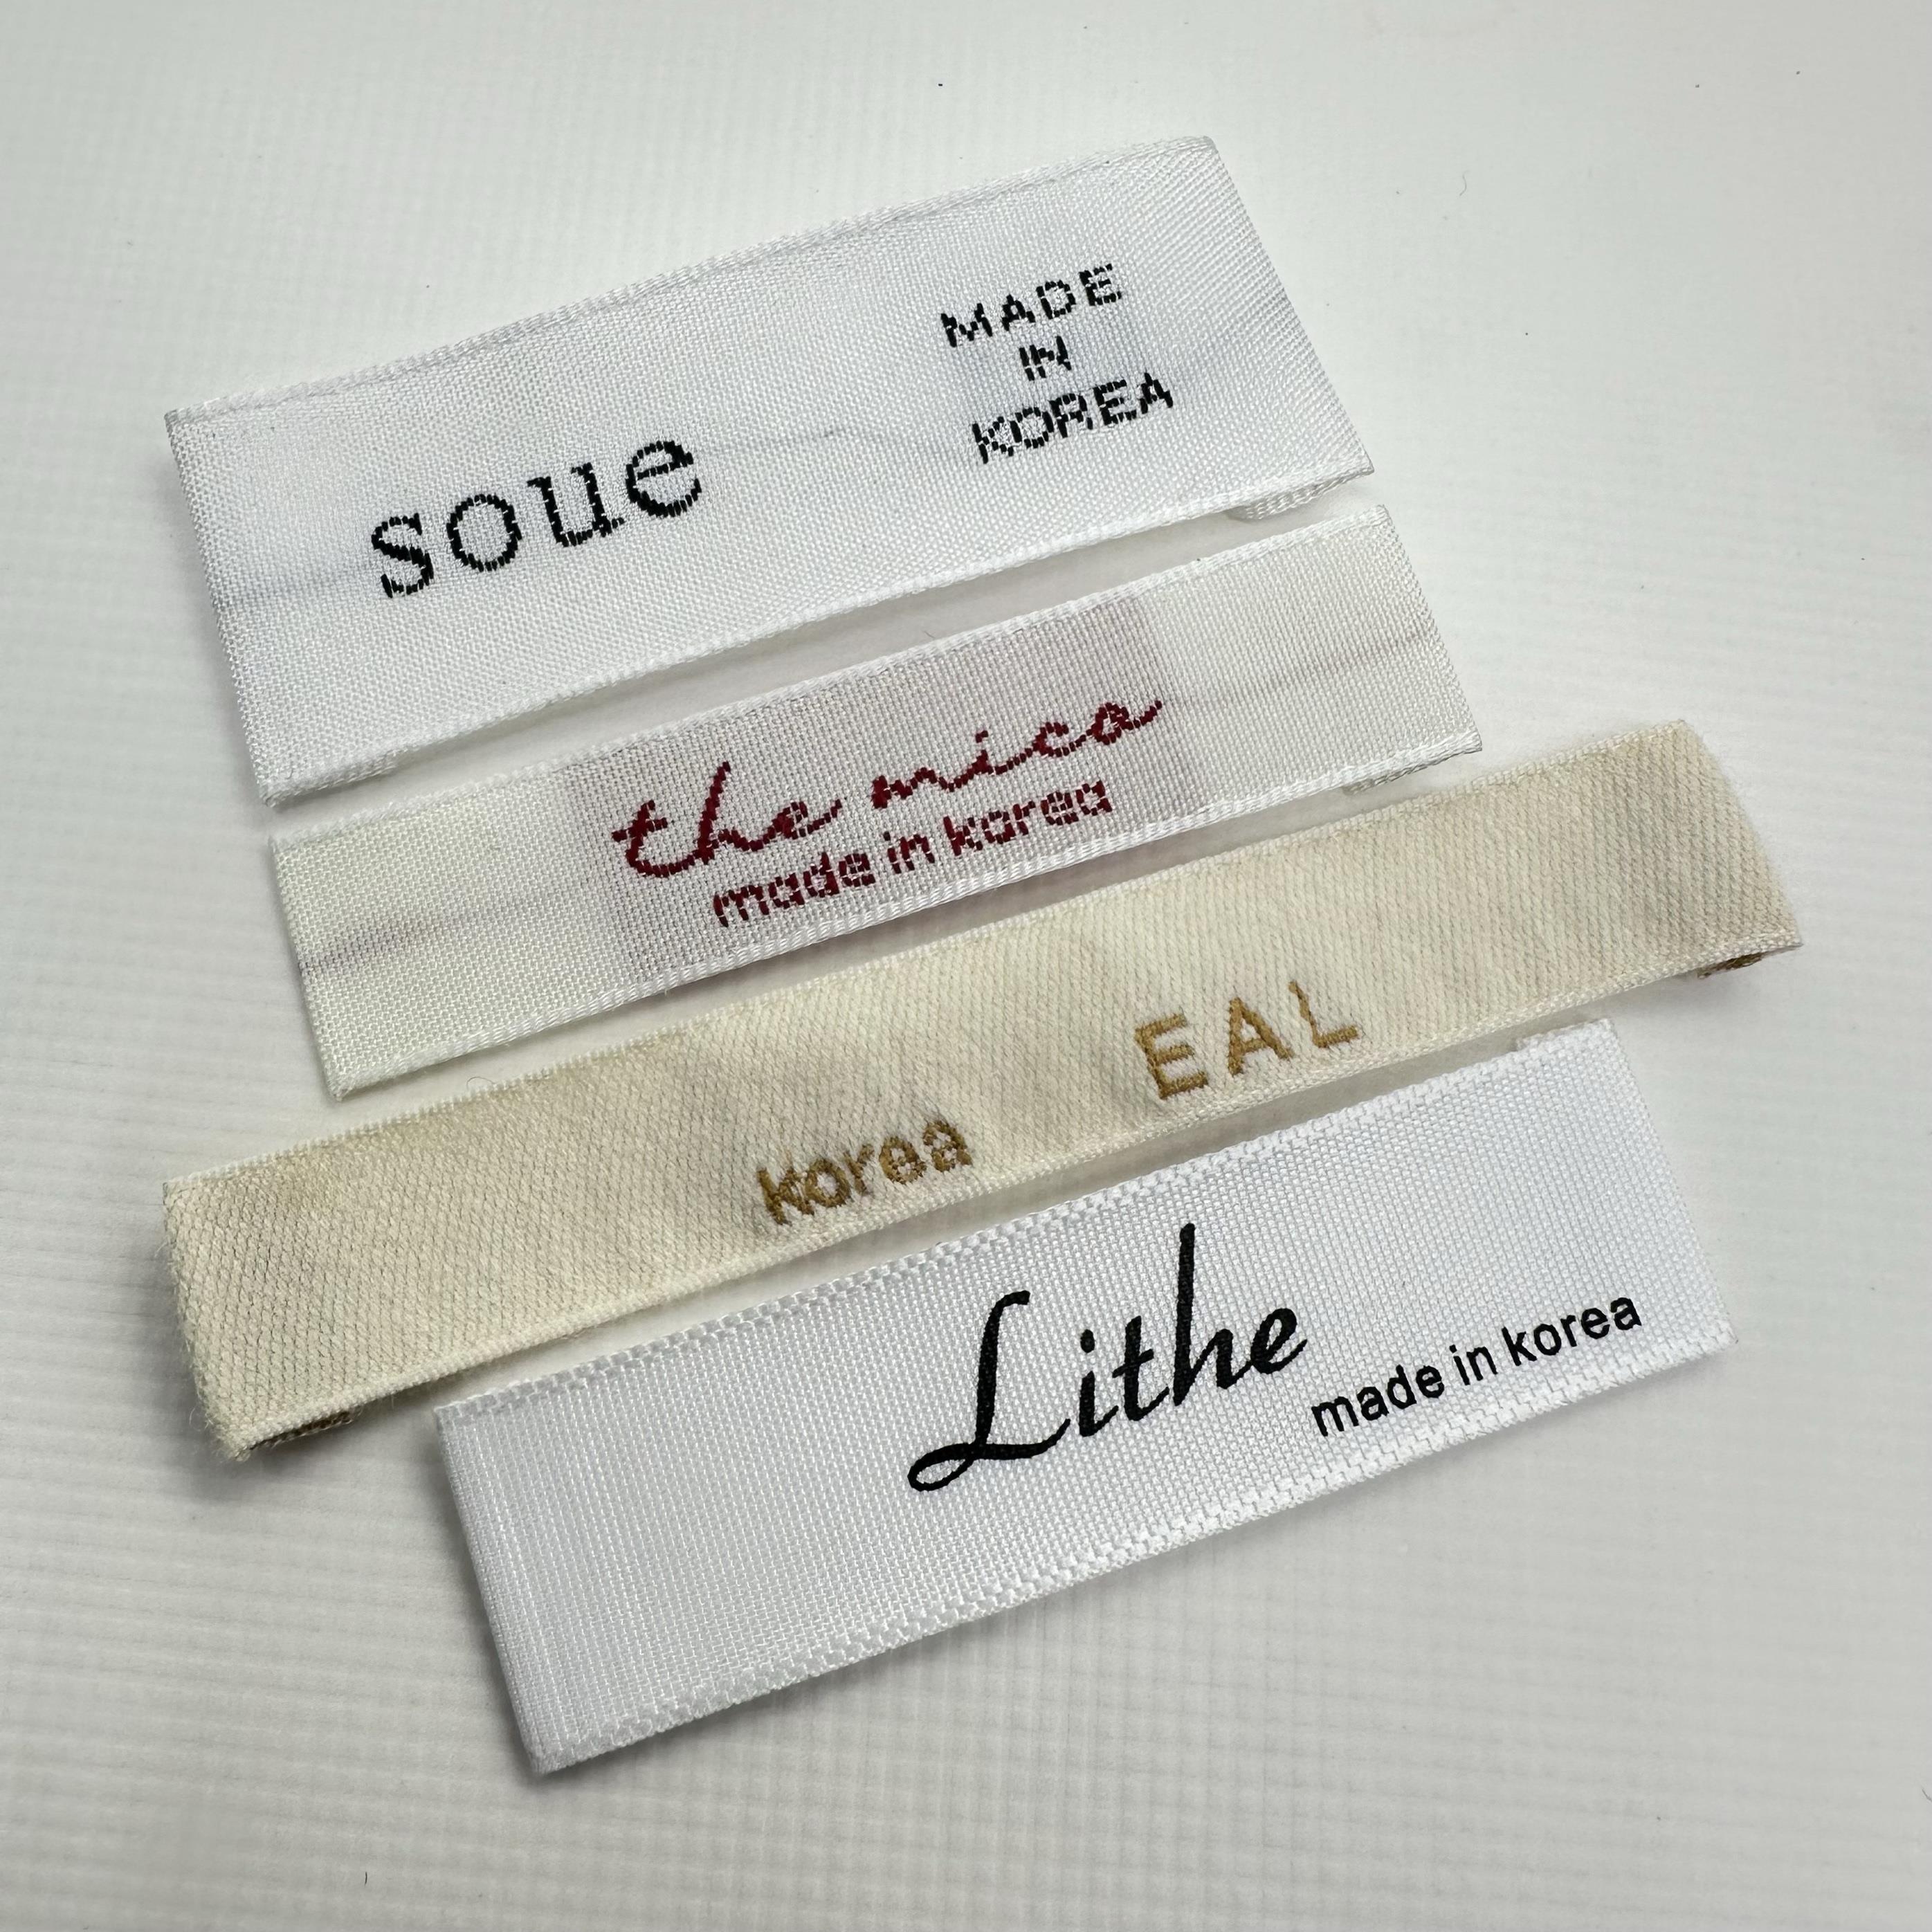 soue
MADE
IN
KOREA
the mica
made in korea
Korea EAL
Lithe
made in korea